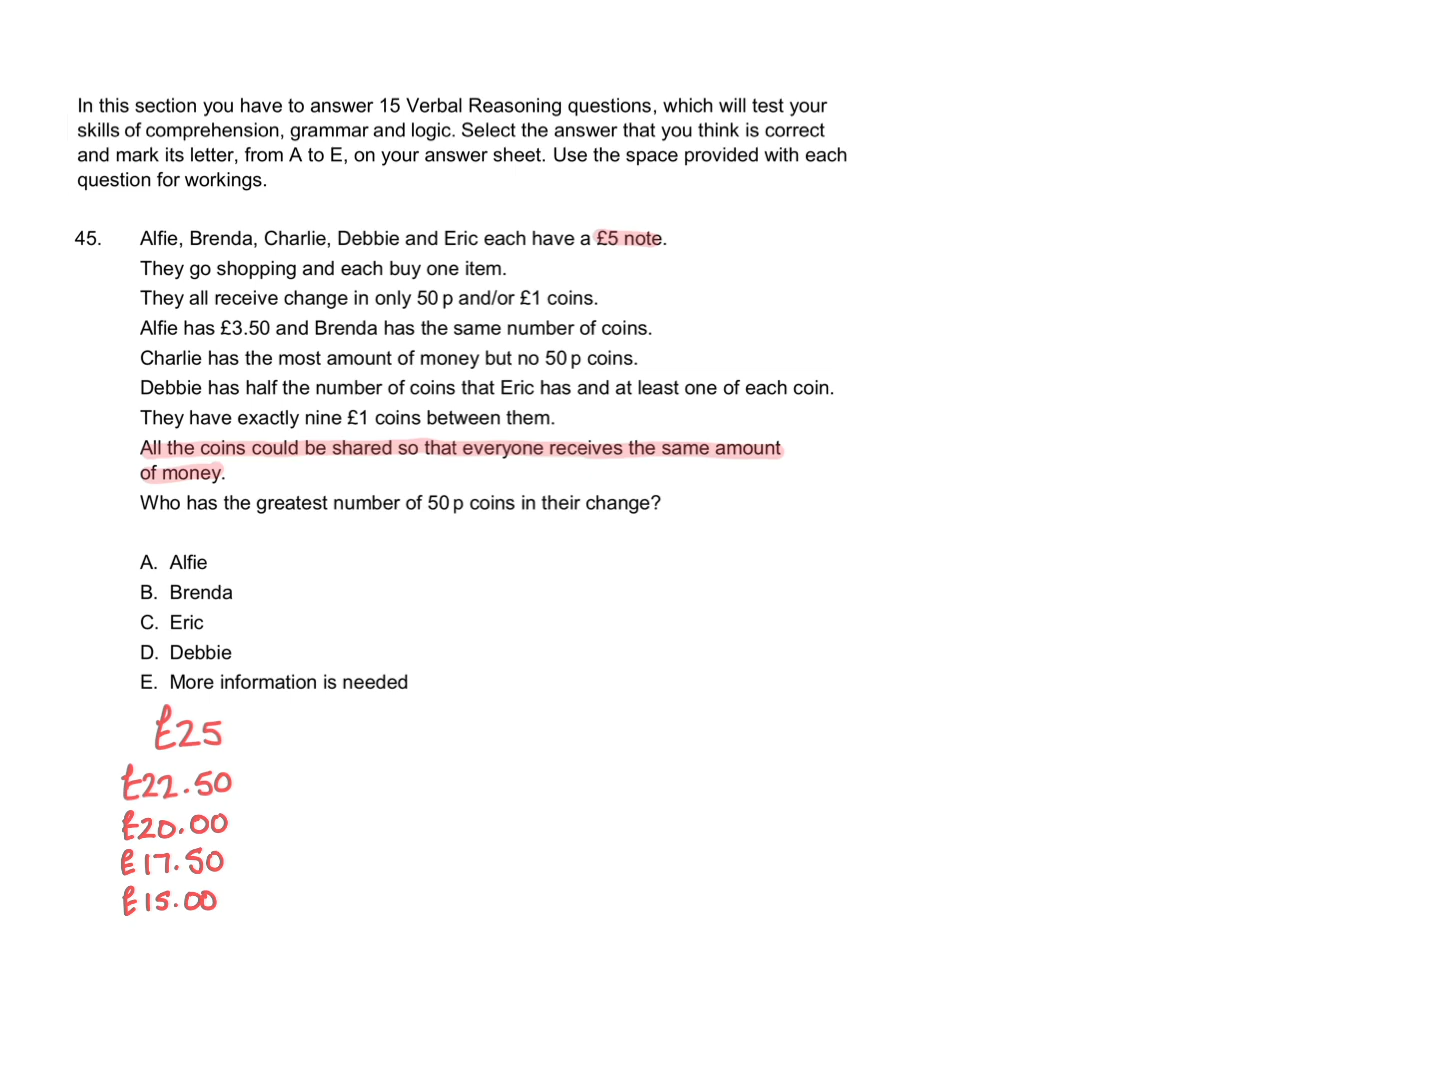 In this section you have to answer 15 Verbal Reasoning questions, which will test your
skills of comprehension, grammar and logic. Select the answer that you think is correct
and mark its letter, from A to E, on your answer sheet. Use the space provided with each
question for workings.
45. Alfie, Brenda, Charlie, Debbie and Eric each have a £5 note.
They go shopping and each buy one item.
They all receive change in only 50 p and/or £1 coins.
Alfie has £3.50 and Brenda has the same number of coins.
Charlie has the most amount of money but no 50 p coins.
Debbie has half the number of coins that Eric has and at least one of each coin.
They have exactly nine £1 coins between them.
All the coins could be shared so that everyone receives the same amount
of money.
Who has the greatest number of 50 p coins in their change?
A. Alfie
B. Brenda
C. Eric
D. Debbie
E. More information is needed
£25
£22.50
£20.00
£17.50
£15.00